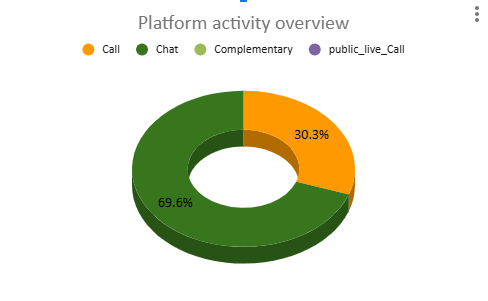 Platform activity overview
Call Chat Complementary public_live_Call
30.3%
69.6%